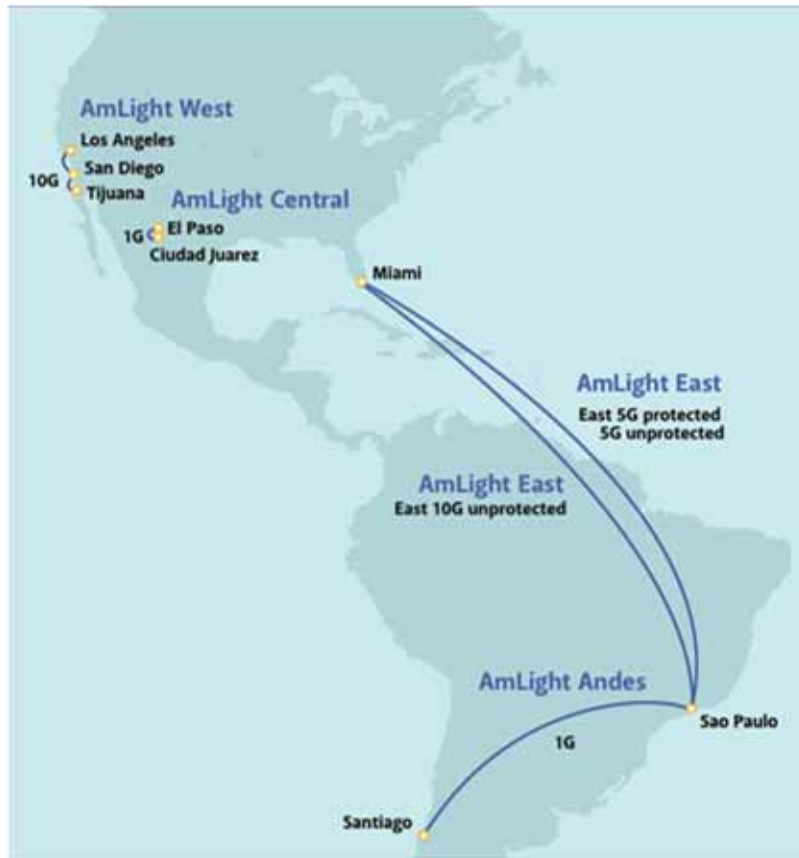 AmLight West
Los Angeles
San Diego
10G
Tijuana
AmLight Central
El Paso
1G
Ciudad Juarez
Miami
AmLight East
East 5G protected
5G unprotected
AmLight East
East 10G unprotected
AmLight Andes
Sao Paulo
1G
Santiago